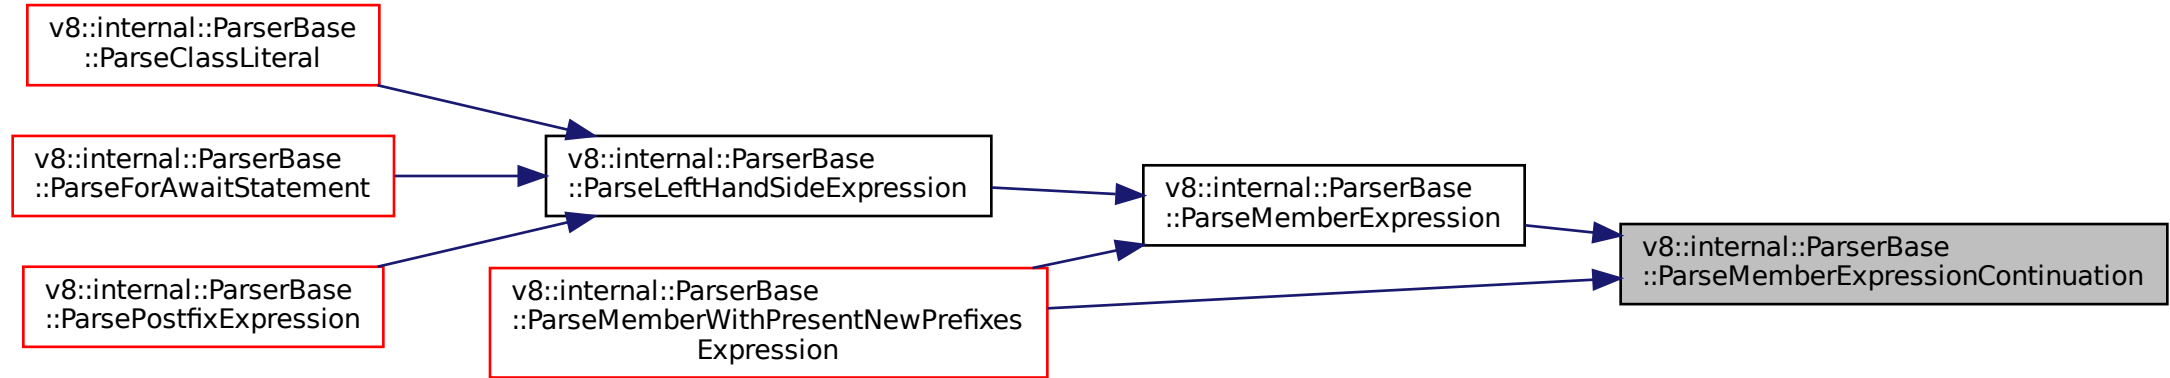 v8::internal::ParserBase
::ParseClassLiteral
v8::internal::ParserBase
::ParseForAwaitStatement
v8::internal::ParserBase
::ParsePostfixExpression
v8::internal::ParserBase
::ParseLeftHandSideExpression
v8::internal::ParserBase
::ParseMemberWithPresentNewPrefixes
Expression
v8::internal::ParserBase
::ParseMemberExpression
v8::internal::ParserBase
::ParseMemberExpressionContinuation